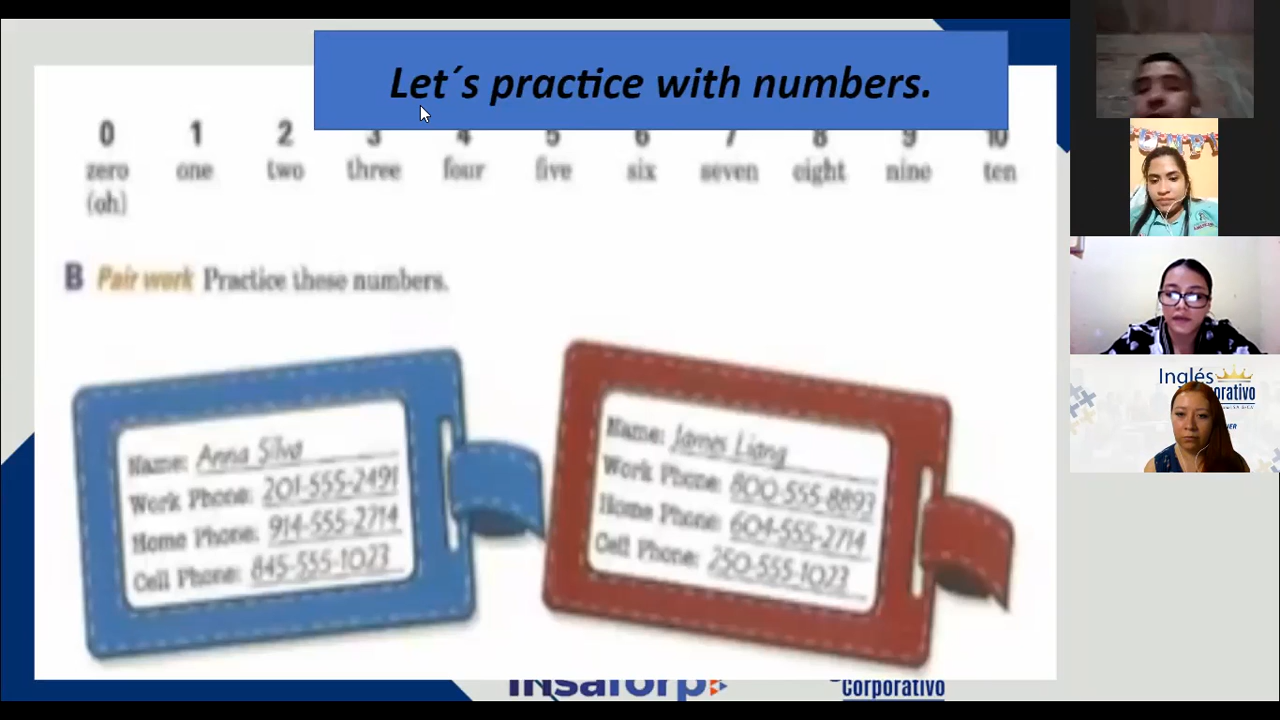 Let´s practice with numbers.
0 1 2 3 4 5 6 7 8 9 10
zero one two three four five six seven eight nine ten
(oh)
B Pair work Practice these numbers.
Name: Anna Silva
Work Phone: 201-555-2491
Home Phone: 914-555-2714
Cell Phone: 845-555-1023
Name: James Liang
Work Phone: 800-555-8893
Home Phone: 604-555-2714
Cell Phone: 250-555-1023
Insaforp
Corporativo
Inglés